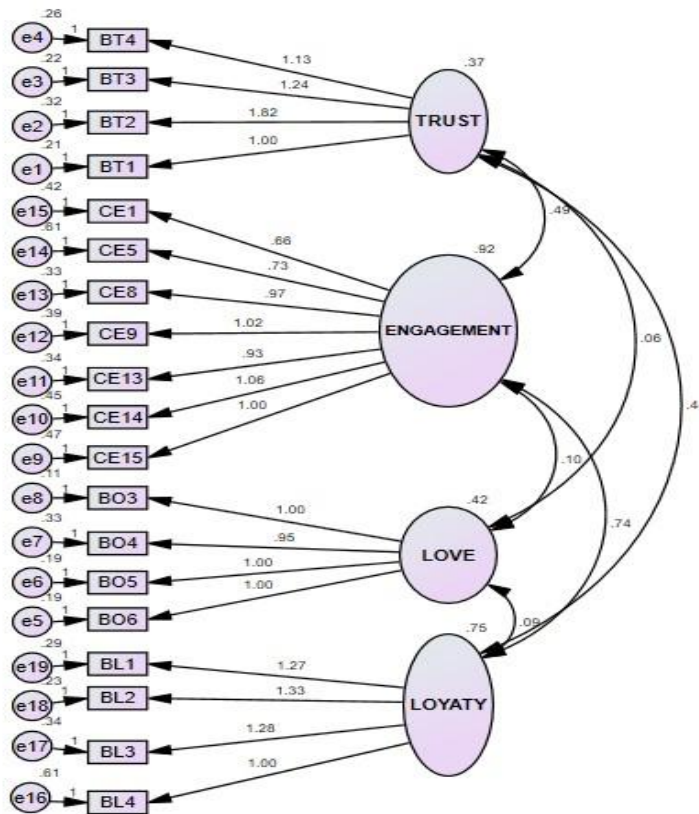 .26
e4 1 BT4
.22
e3 1 BT3
.32
e2 1 BT2
.21
e1 1 BT1
1.13
1.24
1.82
1.00
.37
TRUST
.42
e15 1 CE1
.61
e14 1 CE5
.33
e13 1 CE8
.39
e12 1 CE9
.34
e11 1 CE13
.45
e10 1 CE14
.47
e9 1 CE15
.66
.73
.97
1.02
.93
1.06
1.00
.92
ENGAGEMENT
.49
.06
.4
.11
e8 1 BO3
.33
e7 1 BO4
.19
e6 1 BO5
.19
e5 1 BO6
1.00
.95
1.00
1.00
.42
LOVE
.10
.74
.09
.29
e19 1 BL1
.23
e18 1 BL2
.34
e17 1 BL3
.61
e16 1 BL4
1.27
1.33
1.28
1.00
.75
LOYATY